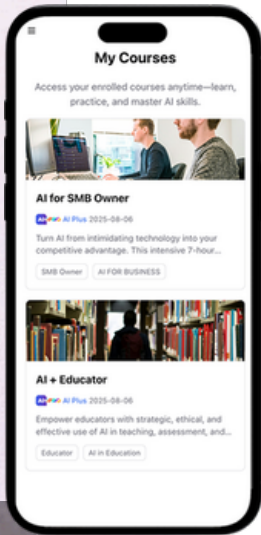 My Courses
Access your enrolled courses anytime—learn,
practice, and master AI skills.
AI for SMB Owner
AI Plus 2025-08-06
Turn AI from intimidating technology into your
competitive advantage. This intensive 7-hour...
SMB Owner
AI FOR BUSINESS
AI + Educator
AI Plus 2025-08-06
Empower educators with strategic, ethical, and
effective use of AI in teaching, assessment, and...
Educator
AI in Education